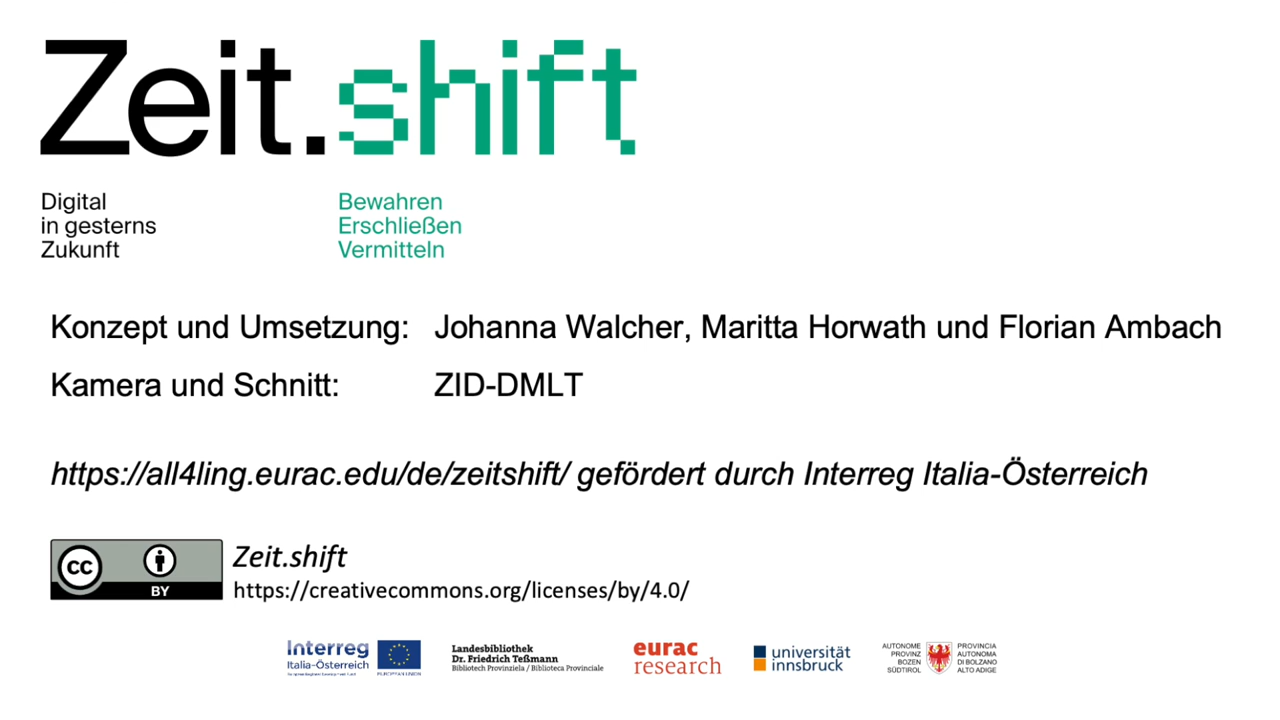 Zeit.shift
Digital
in gesterns
Zukunft
Bewahren
Erschließen
Vermitteln
Konzept und Umsetzung: Johanna Walcher, Maritta Horwath und Florian Ambach
Kamera und Schnitt: ZID-DMLT
https://all4ling.eurac.edu/de/zeitshift/ gefördert durch Interreg Italia-Österreich
CC
BY
Zeit.shift
https://creativecommons.org/licenses/by/4.0/
Interreg
Italia-Österreich
EUROPEAN UNION
Landesbibliothek
Dr. Friedrich Teßmann
Bibliotech Provinziela / Biblioteca Provinciale
eurac
research
universität
innsbruck
AUTONOME
PROVINZ
BOZEN
SÜDTIROL
PROVINCIA
AUTONOMA
DI BOLZANO
ALTO ADIGE